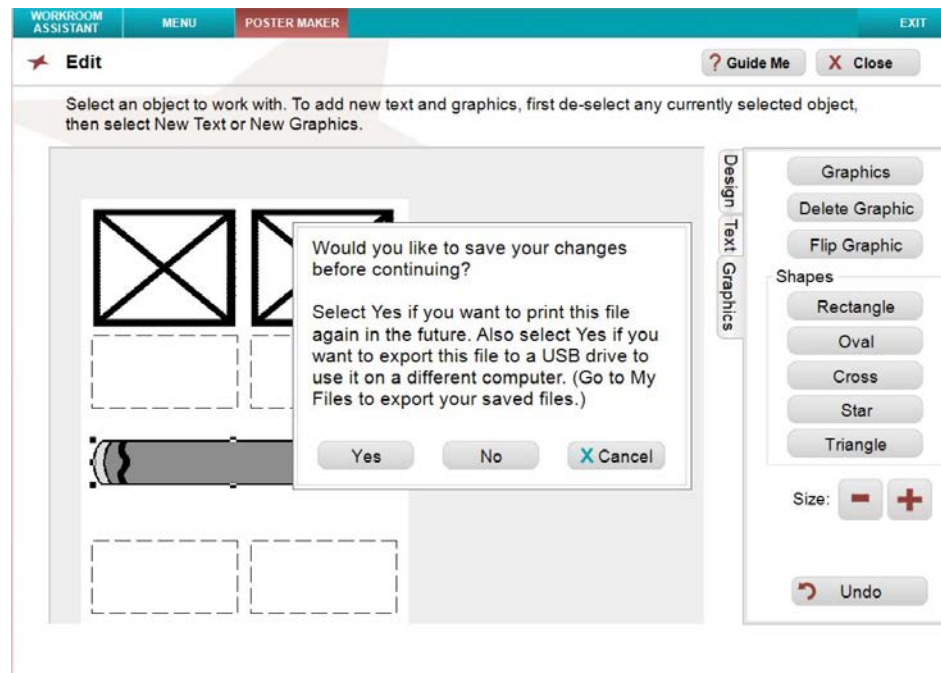 WORKROOM
ASSISTANT
MENU
POSTER MAKER
EXIT
Edit
? Guide Me
X Close
Select an object to work with. To add new text and graphics, first de-select any currently selected object,
then select New Text or New Graphics.
Design
Text
Graphics
Would you like to save your changes
before continuing?
Select Yes if you want to print this file
again in the future. Also select Yes if you
want to export this file to a USB drive to
use it on a different computer. (Go to My
Files to export your saved files.)
Yes
No
X Cancel
Graphics
Delete Graphic
Flip Graphic
Shapes
Rectangle
Oval
Cross
Star
Triangle
Size:
Undo